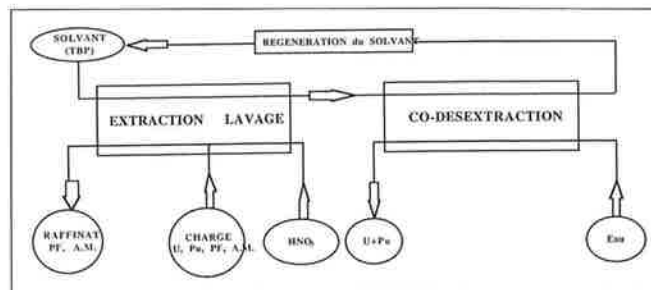 SOLVANT
(TBP)
REGENERATION du SOLVANT
EXTRACTION LAVAGE
CO-DESEXTRACTION
RAFFINAT
PF, A.M.
CHARGE
U, Pu, PF, A.M.
HNO₃
U+Pu
Eau